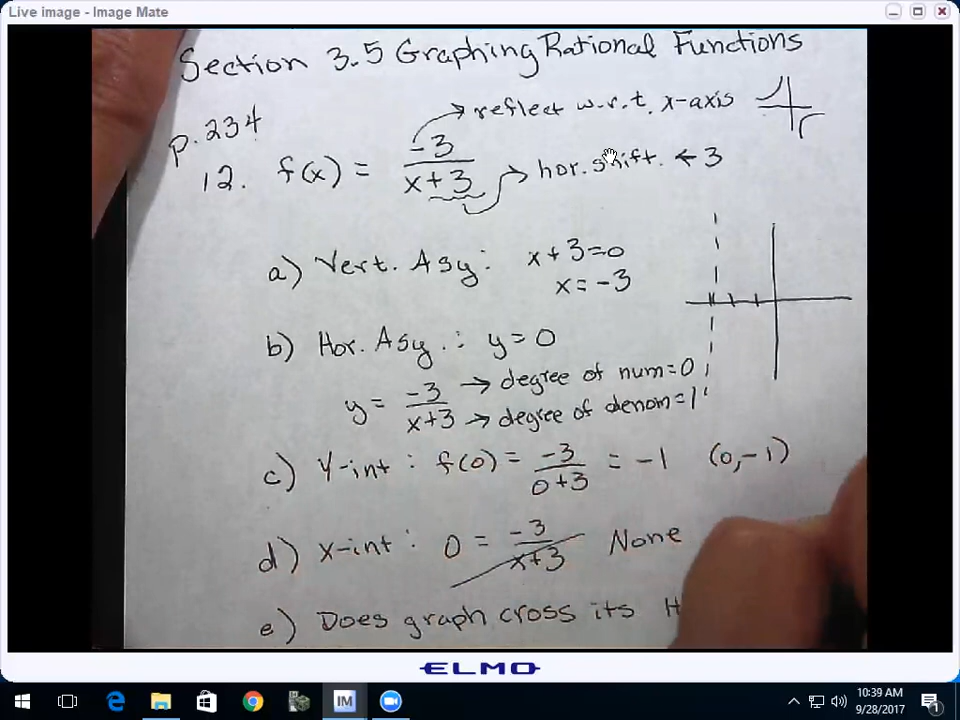 Live image - Image Mate
Section 3.5 Graphing Rational Functions
p. 234
12. f(x) = -3/(x+3) → reflect w.r.t. x-axis
→ hor. shift. ← 3
a) Vert. Asy: x+3=0
x=-3
b) Hor. Asy.: y=0
y = -3/(x+3) → degree of num=0
→ degree of denom=1
c) Y-int: f(0) = -3/(0+3) = -1 (0,-1)
d) x-int: 0 = -3/(x+3) None
e) Does graph cross its H
ELMO
IM
10:39 AM
9/28/2017
1